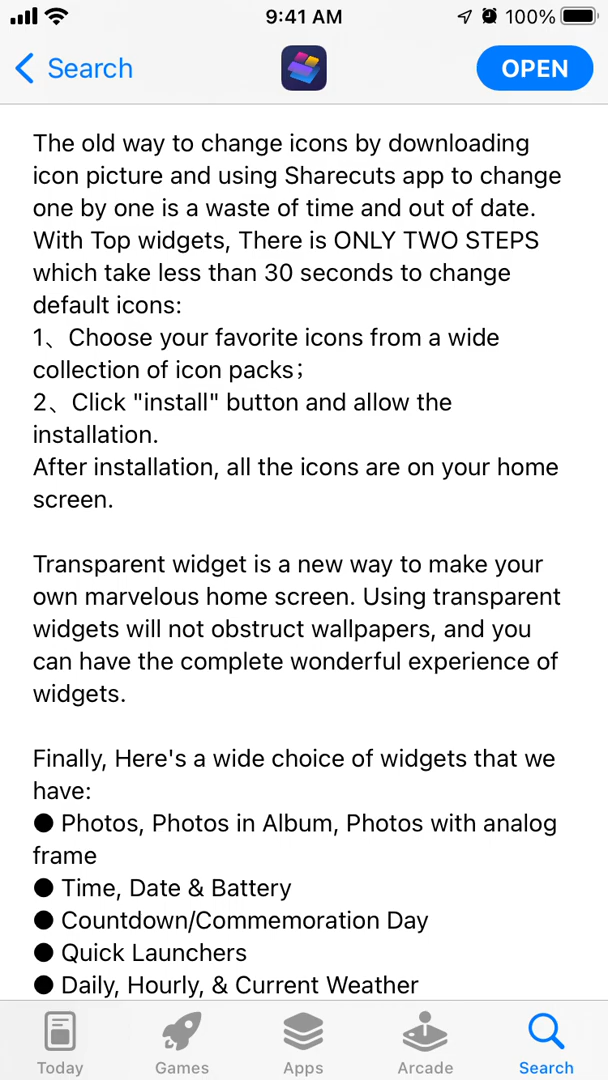 9:41 AM
100%
Search
OPEN
The old way to change icons by downloading
icon picture and using Sharecuts app to change
one by one is a waste of time and out of date.
With Top widgets, There is ONLY TWO STEPS
which take less than 30 seconds to change
default icons:
1、Choose your favorite icons from a wide
collection of icon packs；
2、Click "install" button and allow the
installation.
After installation, all the icons are on your home
screen.
Transparent widget is a new way to make your
own marvelous home screen. Using transparent
widgets will not obstruct wallpapers, and you
can have the complete wonderful experience of
widgets.
Finally, Here's a wide choice of widgets that we
have:
● Photos, Photos in Album, Photos with analog
frame
● Time, Date & Battery
● Countdown/Commemoration Day
● Quick Launchers
● Daily, Hourly, & Current Weather
Today
Games
Apps
Arcade
Search